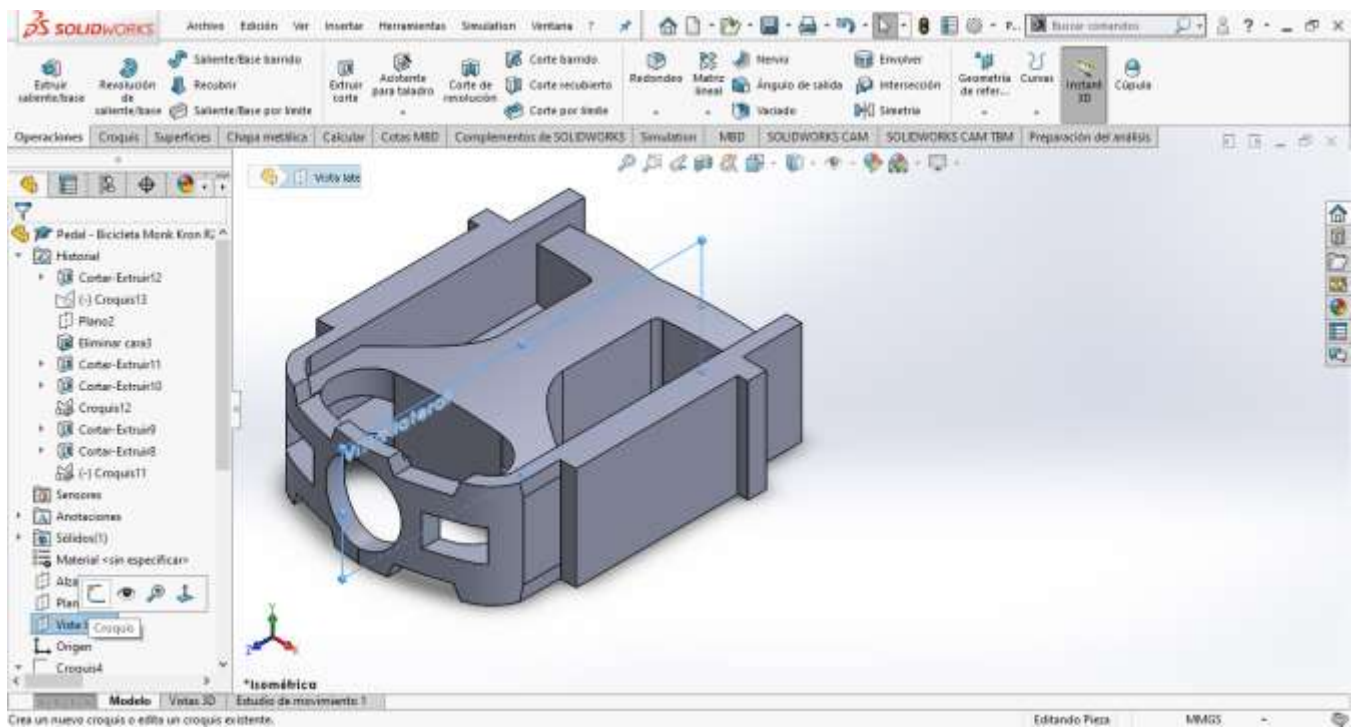 SOLIDWORKS Archivo Edición Ver Insertar Herramientas Simulation Ventana ? P... Buscar comandos ?
Extruir saliente/base
Revolución de saliente/base
Saliente/Base barrido
Recubrir
Saliente/Base por límite
Extruir corte
Asistente para taladro
Corte de revolución
Corte barrido
Corte recubierto
Corte por límite
Redondeo
Matriz lineal
Nervio
Ángulo de salida
Vaciado
Envolver
Intersección
Simetría
Geometría de refer...
Curvas
Instant 3D
Cúpula
Operaciones Croquis Superficies Chapa metálica Calcular Cotas MBD Complementos de SOLIDWORKS Simulation MBD SOLIDWORKS CAM SOLIDWORKS CAM TBM Preparación del análisis
Vista late
Pedal - Bicicleta Monk Kron
Historial
Cortar-Extruir12
(-) Croquis13
Plano2
Eliminar cara3
Cortar-Extruir11
Cortar-Extruir10
Croquis12
Cortar-Extruir9
Cortar-Extruir8
(-) Croquis11
Sensores
Anotaciones
Sólidos(1)
Material <sin especificar>
Alza
Plan
Vista
Croquis
Origen
Croquis4
Y
*Isométrica
Modelo Vistas 3D Estudio de movimiento 1
Crea un nuevo croquis o edita un croquis existente. Editando Pieza MMGS